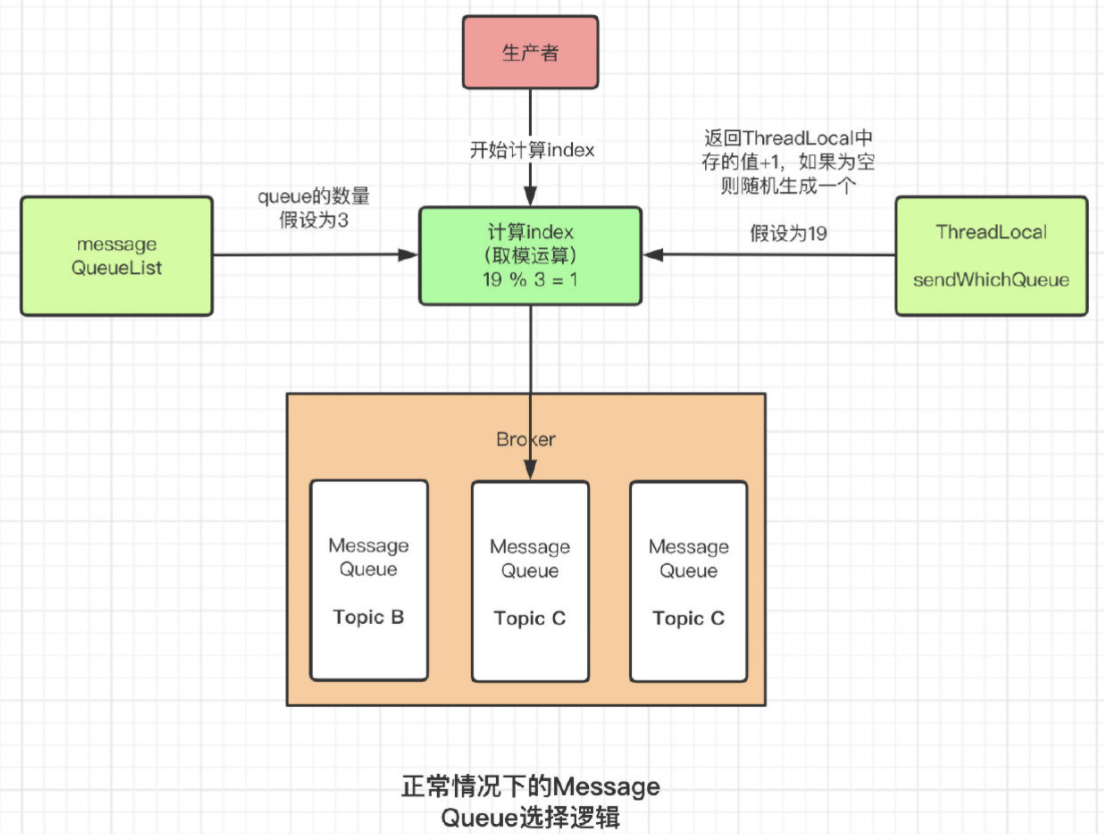 生产者
开始计算index
返回ThreadLocal中
存的值+1，如果为空
则随机生成一个
queue的数量
假设为3
message
QueueList
计算index
（取模运算）
19 % 3 = 1
假设为19
ThreadLocal
sendWhichQueue
Broker
Message
Queue
Topic B
Message
Queue
Topic C
Message
Queue
Topic C
正常情况下的Message
Queue选择逻辑